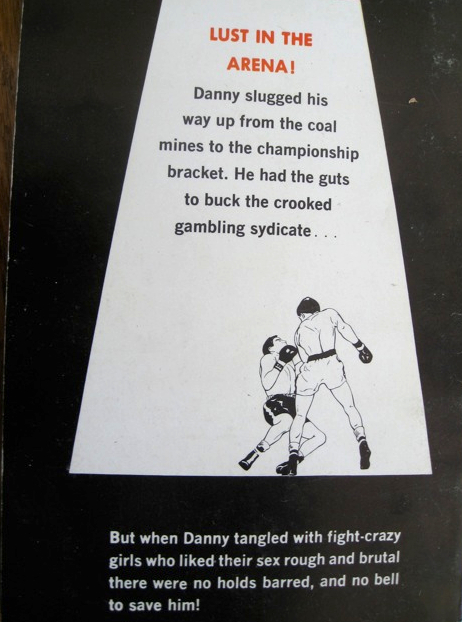 LUST IN THE
ARENA!
Danny slugged his
way up from the coal
mines to the championship
bracket. He had the guts
to buck the crooked
gambling sydicate...
But when Danny tangled with fight-crazy
girls who liked their sex rough and brutal
there were no holds barred, and no bell
to save him!